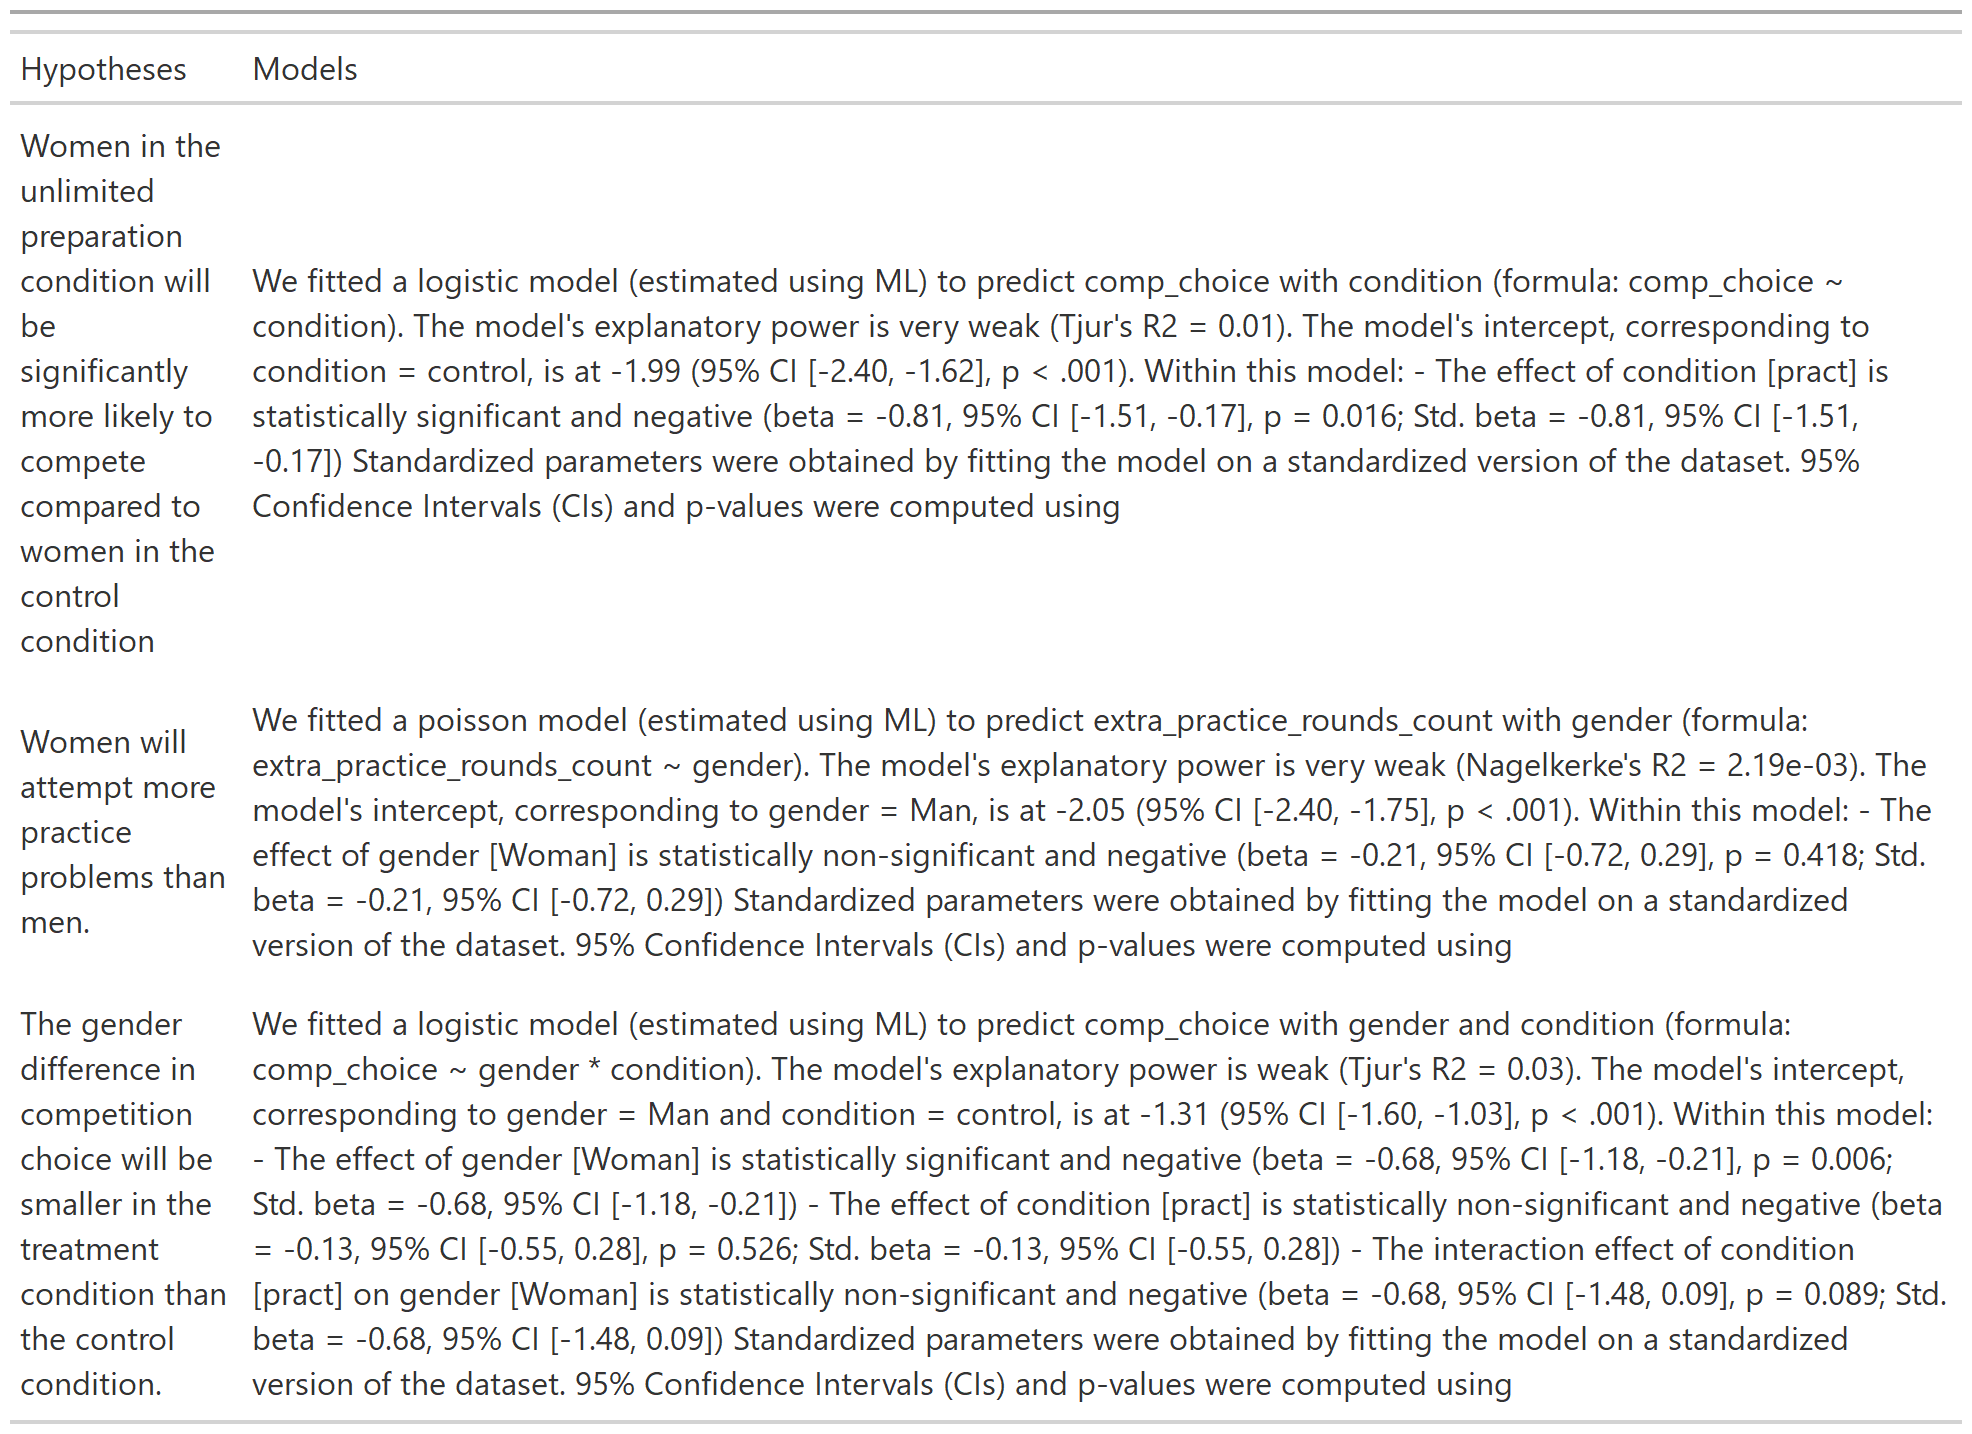 Hypotheses Models
Women in the
unlimited
preparation
condition will
be
significantly
more likely to
compete
compared to
women in the
control
condition
We fitted a logistic model (estimated using ML) to predict comp_choice with condition (formula: comp_choice ~
condition). The model's explanatory power is very weak (Tjur's R2 = 0.01). The model's intercept, corresponding to
condition = control, is at -1.99 (95% CI [-2.40, -1.62], p < .001). Within this model: - The effect of condition [pract] is
statistically significant and negative (beta = -0.81, 95% CI [-1.51, -0.17], p = 0.016; Std. beta = -0.81, 95% CI [-1.51,
-0.17]) Standardized parameters were obtained by fitting the model on a standardized version of the dataset. 95%
Confidence Intervals (CIs) and p-values were computed using
Women will
attempt more
practice
problems than
men.
We fitted a poisson model (estimated using ML) to predict extra_practice_rounds_count with gender (formula:
extra_practice_rounds_count ~ gender). The model's explanatory power is very weak (Nagelkerke's R2 = 2.19e-03). The
model's intercept, corresponding to gender = Man, is at -2.05 (95% CI [-2.40, -1.75], p < .001). Within this model: - The
effect of gender [Woman] is statistically non-significant and negative (beta = -0.21, 95% CI [-0.72, 0.29], p = 0.418; Std.
beta = -0.21, 95% CI [-0.72, 0.29]) Standardized parameters were obtained by fitting the model on a standardized
version of the dataset. 95% Confidence Intervals (CIs) and p-values were computed using
The gender
difference in
competition
choice will be
smaller in the
treatment
condition than
the control
condition.
We fitted a logistic model (estimated using ML) to predict comp_choice with gender and condition (formula:
comp_choice ~ gender * condition). The model's explanatory power is weak (Tjur's R2 = 0.03). The model's intercept,
corresponding to gender = Man and condition = control, is at -1.31 (95% CI [-1.60, -1.03], p < .001). Within this model:
- The effect of gender [Woman] is statistically significant and negative (beta = -0.68, 95% CI [-1.18, -0.21], p = 0.006;
Std. beta = -0.68, 95% CI [-1.18, -0.21]) - The effect of condition [pract] is statistically non-significant and negative (beta
= -0.13, 95% CI [-0.55, 0.28], p = 0.526; Std. beta = -0.13, 95% CI [-0.55, 0.28]) - The interaction effect of condition
[pract] on gender [Woman] is statistically non-significant and negative (beta = -0.68, 95% CI [-1.48, 0.09], p = 0.089; Std.
beta = -0.68, 95% CI [-1.48, 0.09]) Standardized parameters were obtained by fitting the model on a standardized
version of the dataset. 95% Confidence Intervals (CIs) and p-values were computed using